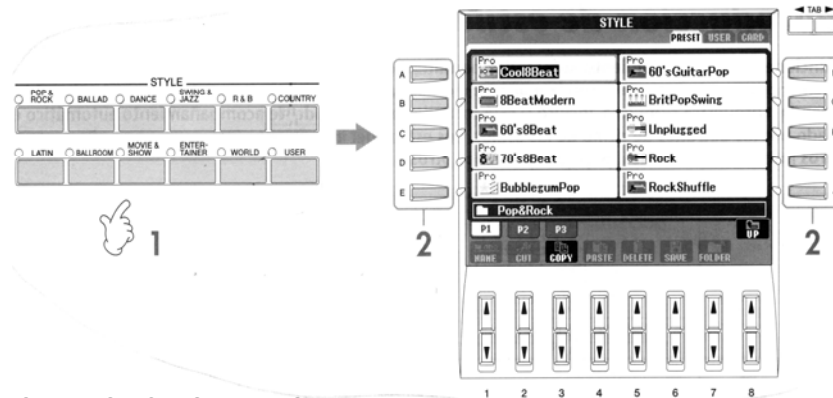 ◄ TAB ►
STYLE
PRESET USER CARD
STYLE
POP & ROCK BALLAD DANCE SWING & JAZZ R & B COUNTRY
LATIN BALLROOM MOVIE & SHOW ENTER-TAINER WORLD USER
1
A
B
C
D
E
2
Pro Cool8Beat
Pro 60'sGuitarPop
Pro 8BeatModern
Pro BritPopSwing
Pro 60's8Beat
Pro Unplugged
Pro 70's8Beat
Pro Rock
Pro BubblegumPop
Pro RockShuffle
Pop&Rock
P1 P2 P3 UP
NAME CUT COPY PASTE DELETE SAVE FOLDER
2
1 2 3 4 5 6 7 8